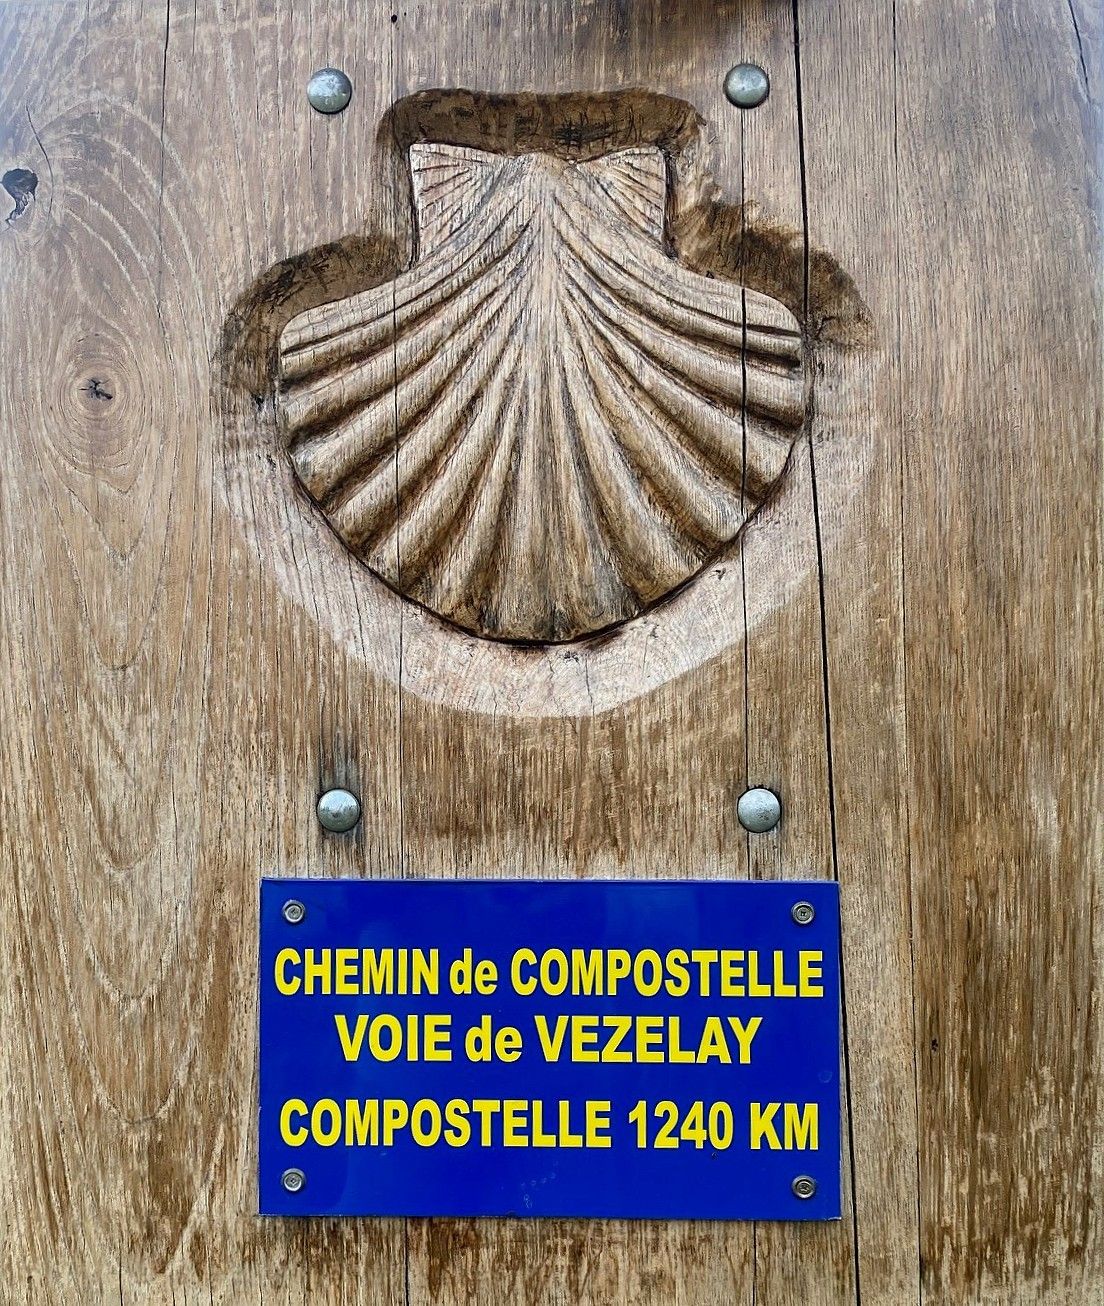 CHEMIN de COMPOSTELLE
VOIE de VEZELAY
COMPOSTELLE 1240 KM